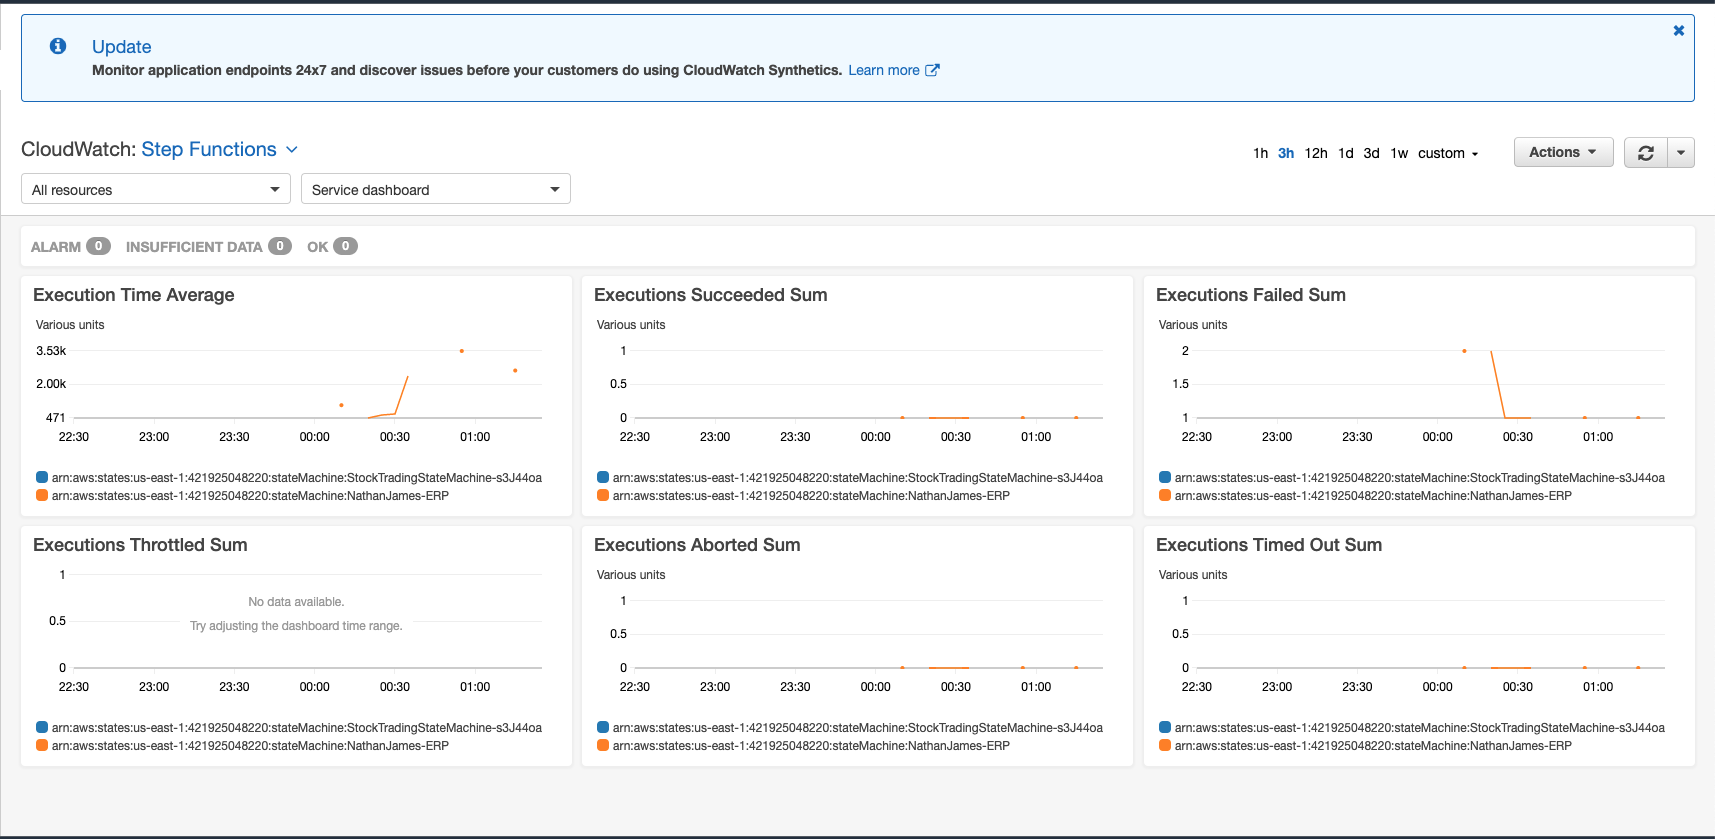 Update
Monitor application endpoints 24x7 and discover issues before your customers do using CloudWatch Synthetics. Learn more
CloudWatch: Step Functions
1h 3h 12h 1d 3d 1w custom
Actions
All resources
Service dashboard
ALARM 0 INSUFFICIENT DATA 0 OK 0
Execution Time Average
Various units
3.53k
2.00k
471
22:30 23:00 23:30 00:00 00:30 01:00
arn:aws:states:us-east-1:421925048220:stateMachine:StockTradingStateMachine-s3J44oa
arn:aws:states:us-east-1:421925048220:stateMachine:NathanJames-ERP
Executions Succeeded Sum
Various units
1
0.5
0
22:30 23:00 23:30 00:00 00:30 01:00
arn:aws:states:us-east-1:421925048220:stateMachine:StockTradingStateMachine-s3J44oa
arn:aws:states:us-east-1:421925048220:stateMachine:NathanJames-ERP
Executions Failed Sum
Various units
2
1.5
1
22:30 23:00 23:30 00:00 00:30 01:00
arn:aws:states:us-east-1:421925048220:stateMachine:StockTradingStateMachine-s3J44oa
arn:aws:states:us-east-1:421925048220:stateMachine:NathanJames-ERP
Executions Throttled Sum
1
No data available.
0.5
Try adjusting the dashboard time range.
0
22:30 23:00 23:30 00:00 00:30 01:00
arn:aws:states:us-east-1:421925048220:stateMachine:StockTradingStateMachine-s3J44oa
arn:aws:states:us-east-1:421925048220:stateMachine:NathanJames-ERP
Executions Aborted Sum
Various units
1
0.5
0
22:30 23:00 23:30 00:00 00:30 01:00
arn:aws:states:us-east-1:421925048220:stateMachine:StockTradingStateMachine-s3J44oa
arn:aws:states:us-east-1:421925048220:stateMachine:NathanJames-ERP
Executions Timed Out Sum
Various units
1
0.5
0
22:30 23:00 23:30 00:00 00:30 01:00
arn:aws:states:us-east-1:421925048220:stateMachine:StockTradingStateMachine-s3J44oa
arn:aws:states:us-east-1:421925048220:stateMachine:NathanJames-ERP